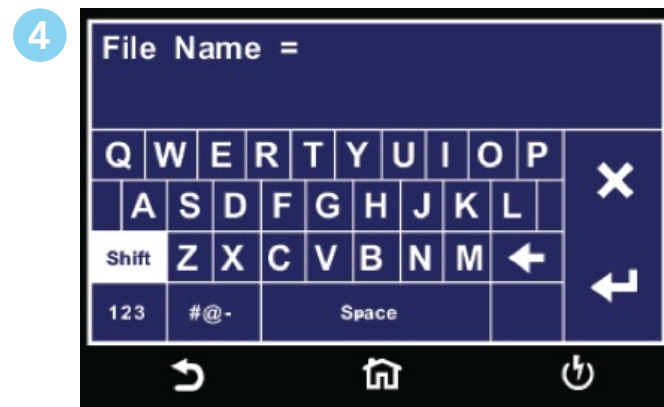 4
File Name =
Q W E R T Y U I O P
A S D F G H J K L
Shift Z X C V B N M
123 #@- Space